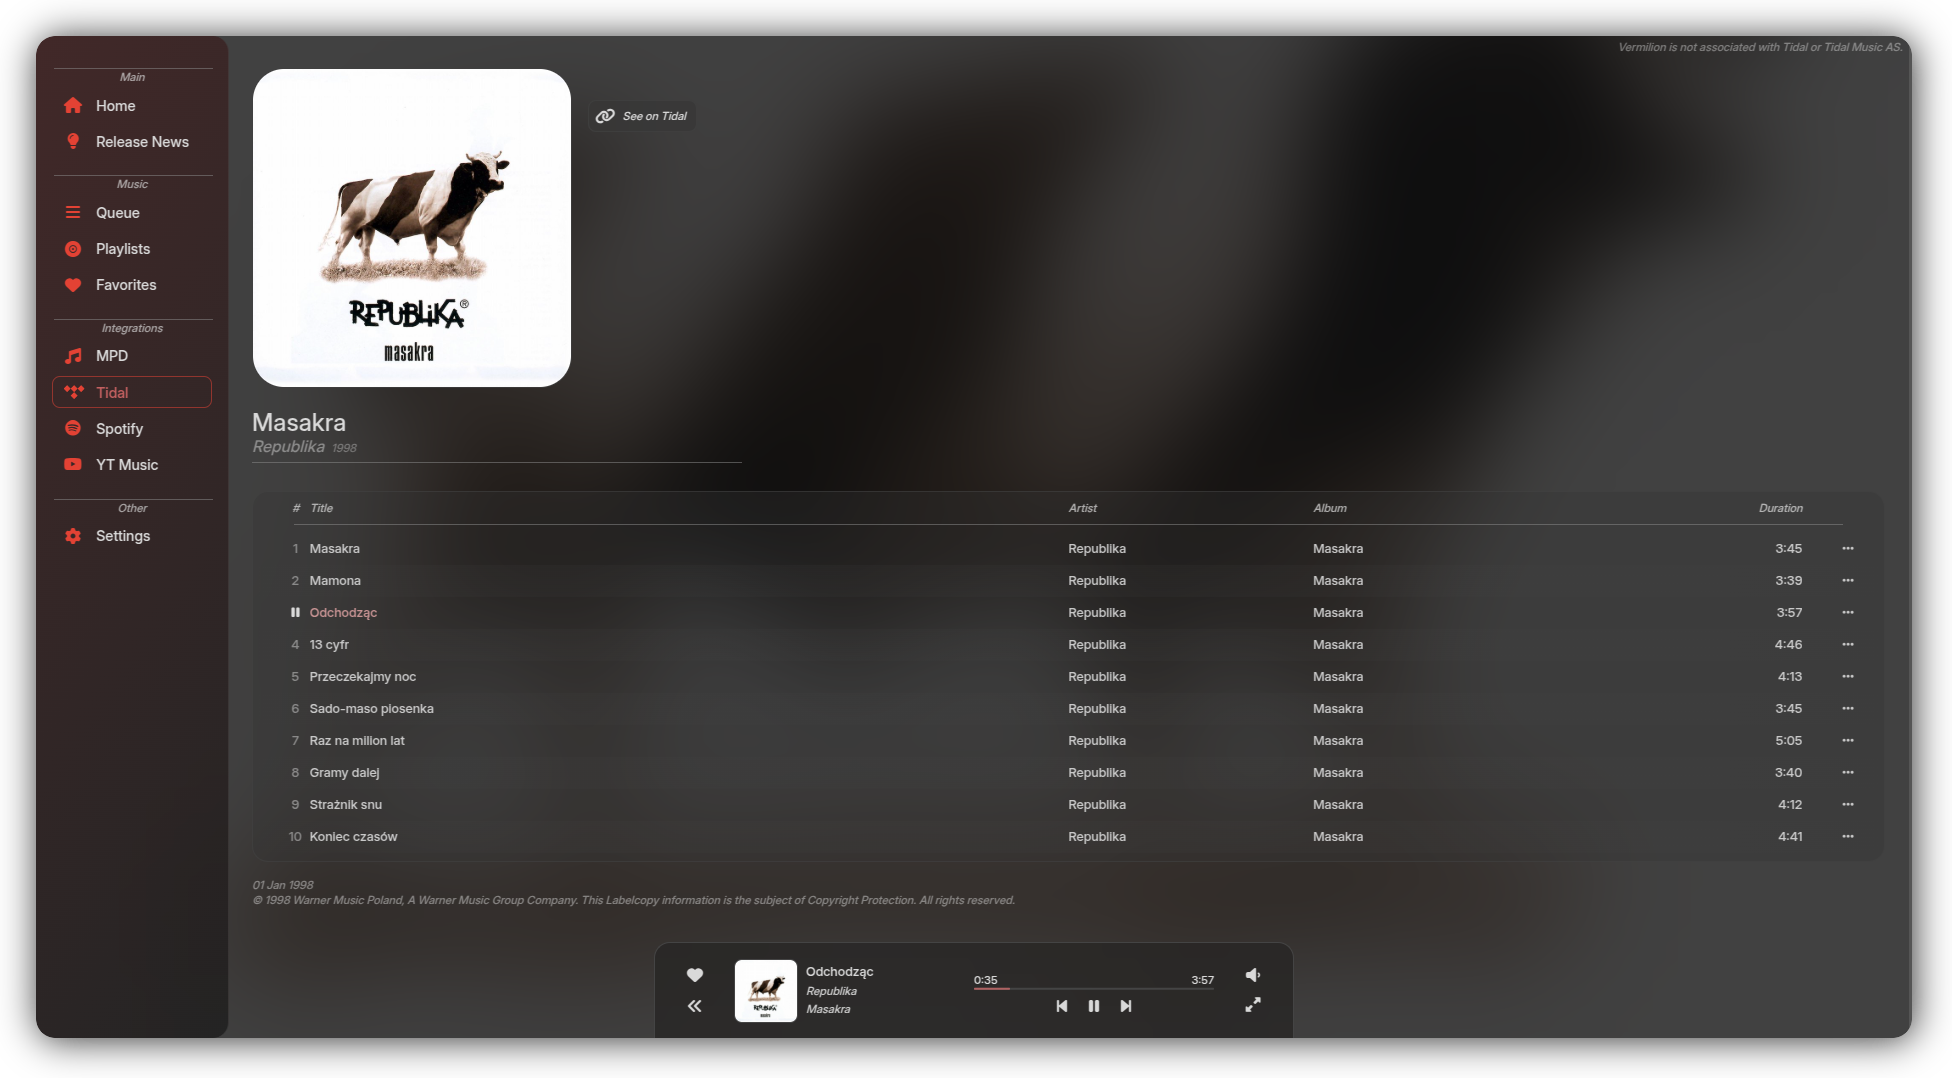 Vermilion is not associated with Tidal or Tidal Music AS.
Main
Home
Release News
Music
Queue
Playlists
Favorites
Integrations
MPD
Tidal
Spotify
YT Music
Other
Settings
See on Tidal
REPUBLiKA®
masakra
Masakra
Republika 1998
# Title Artist Album Duration
1 Masakra Republika Masakra 3:45 •••
2 Mamona Republika Masakra 3:39 •••
Odchodząc Republika Masakra 3:57 •••
4 13 cyfr Republika Masakra 4:46 •••
5 Przeczekajmy noc Republika Masakra 4:13 •••
6 Sado-maso piosenka Republika Masakra 3:45 •••
7 Raz na milion lat Republika Masakra 5:05 •••
8 Gramy dalej Republika Masakra 3:40 •••
9 Strażnik snu Republika Masakra 4:12 •••
10 Koniec czasów Republika Masakra 4:41 •••
01 Jan 1998
© 1998 Warner Music Poland, A Warner Music Group Company. This Labelcopy information is the subject of Copyright Protection. All rights reserved.
REPUBLiKA
Odchodząc
Republika
Masakra
0:35 3:57